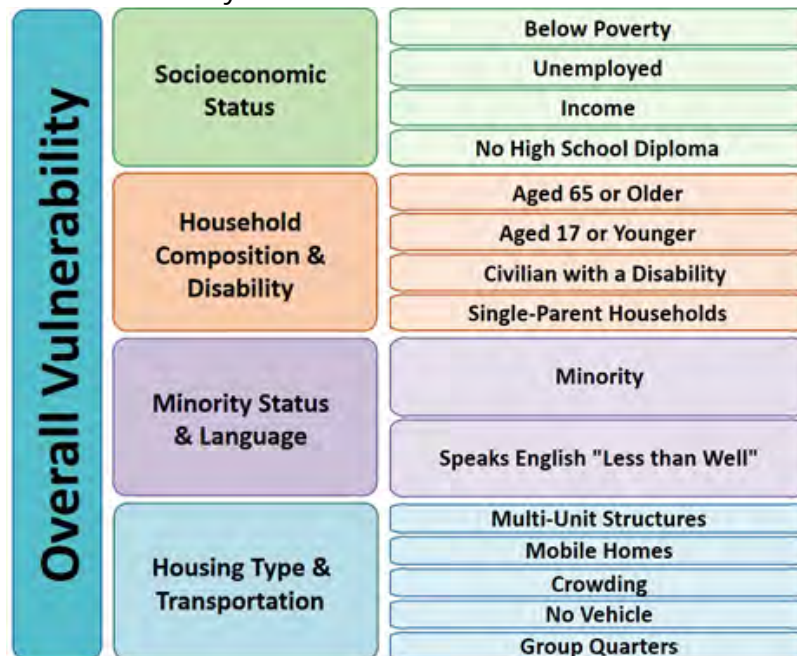 Overall Vulnerability
Socioeconomic
Status
Below Poverty
Unemployed
Income
No High School Diploma
Household
Composition &
Disability
Aged 65 or Older
Aged 17 or Younger
Civilian with a Disability
Single-Parent Households
Minority Status
& Language
Minority
Speaks English "Less than Well"
Housing Type &
Transportation
Multi-Unit Structures
Mobile Homes
Crowding
No Vehicle
Group Quarters